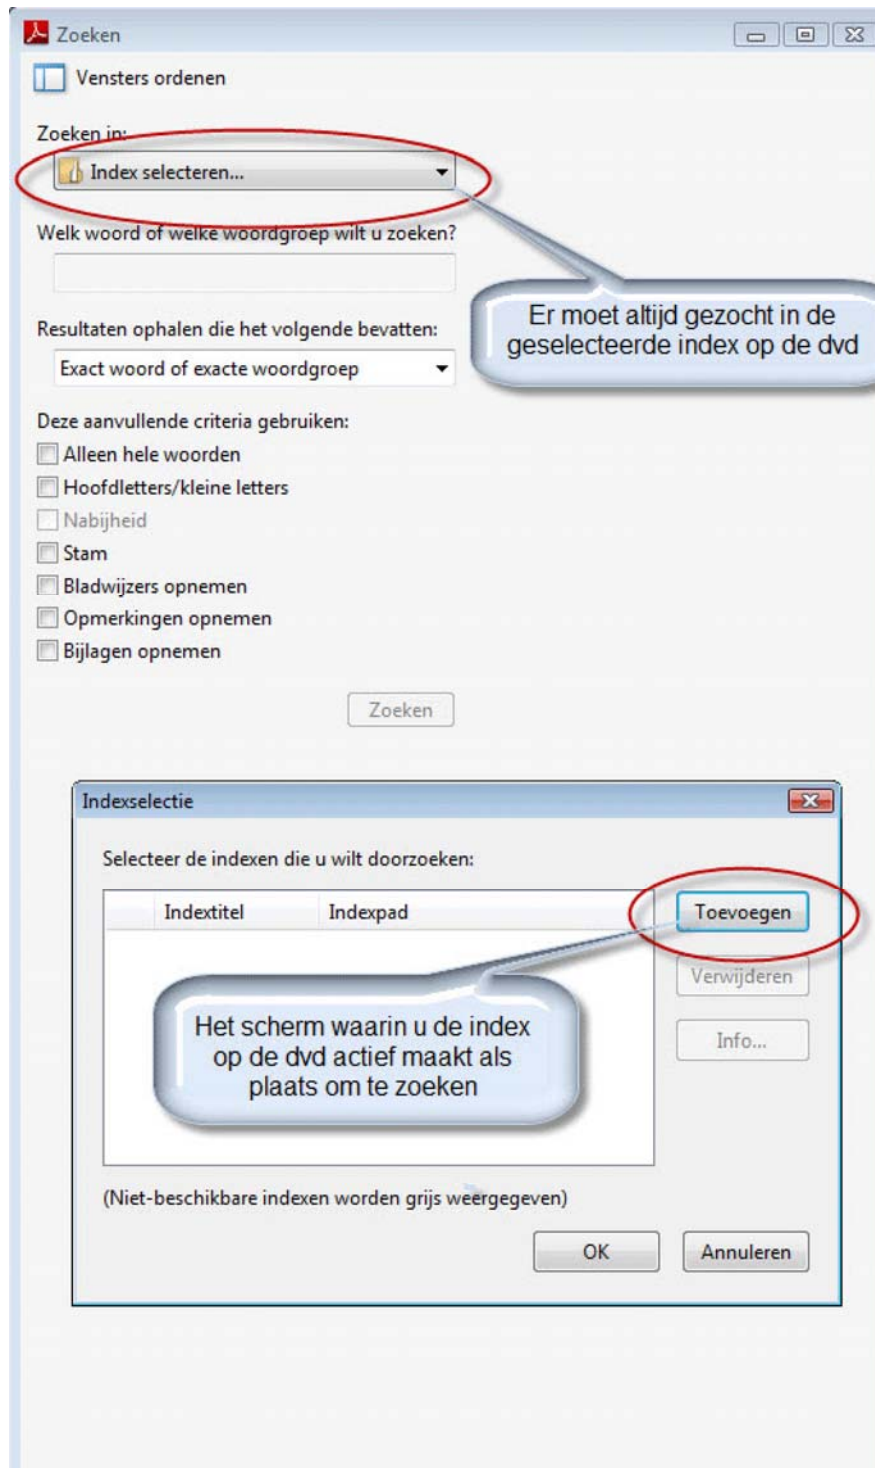 Zoeken
Vensters ordenen
Zoeken in:
Index selecteren...
Welk woord of welke woordgroep wilt u zoeken?
Er moet altijd gezocht in de
geselecteerde index op de dvd
Resultaten ophalen die het volgende bevatten:
Exact woord of exacte woordgroep
Deze aanvullende criteria gebruiken:
Alleen hele woorden
Hoofdletters/kleine letters
Nabijheid
Stam
Bladwijzers opnemen
Opmerkingen opnemen
Bijlagen opnemen
Zoeken
Indexselectie
Selecteer de indexen die u wilt doorzoeken:
Indextitel Indexpad
Toevoegen
Verwijderen
Info...
Het scherm waarin u de index
op de dvd actief maakt als
plaats om te zoeken
(Niet-beschikbare indexen worden grijs weergegeven)
OK Annuleren